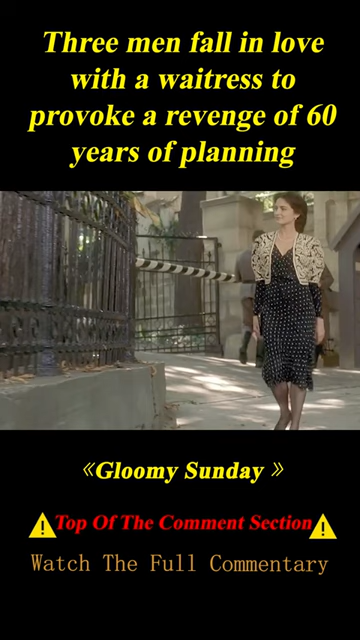 Three men fall in love
with a waitress to
provoke a revenge of 60
years of planning
《Gloomy Sunday 》
Top Of The Comment Section
Watch The Full Commentary